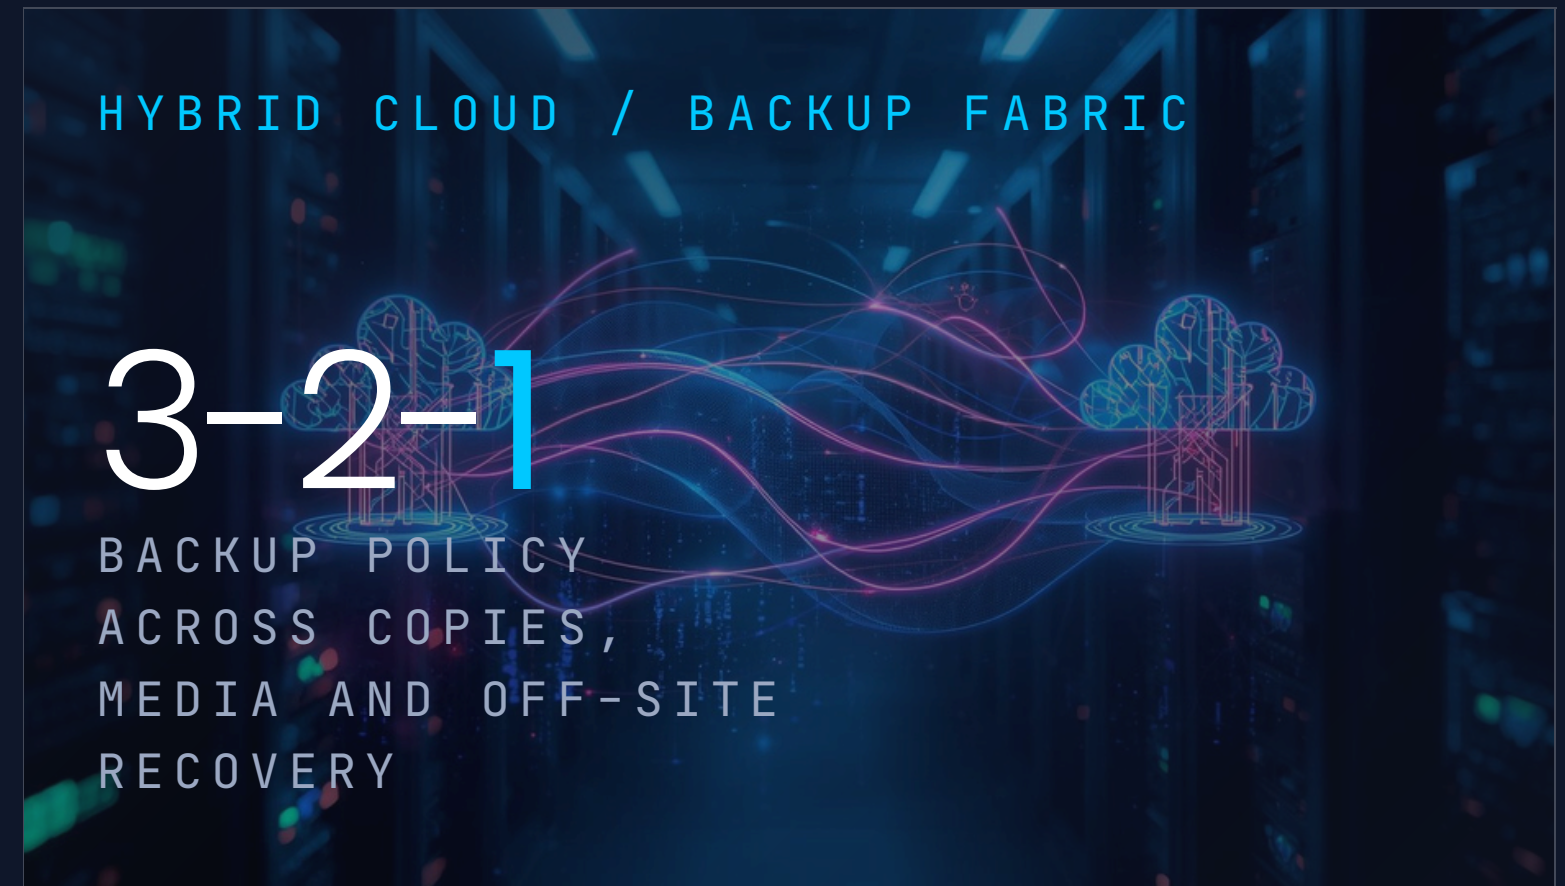 HYBRID CLOUD / BACKUP FABRIC
3–2–1
BACKUP POLICY
ACROSS COPIES,
MEDIA AND OFF-SITE
RECOVERY